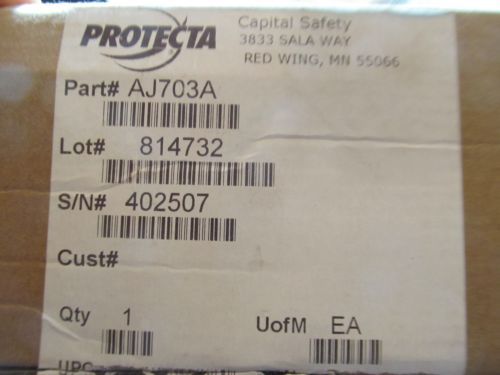 PROTECTA
Capital Safety
3833 SALA WAY
RED WING, MN 55066
Part# AJ703A
Lot# 814732
S/N# 402507
Cust#
Qty 1 UofM EA
UPC